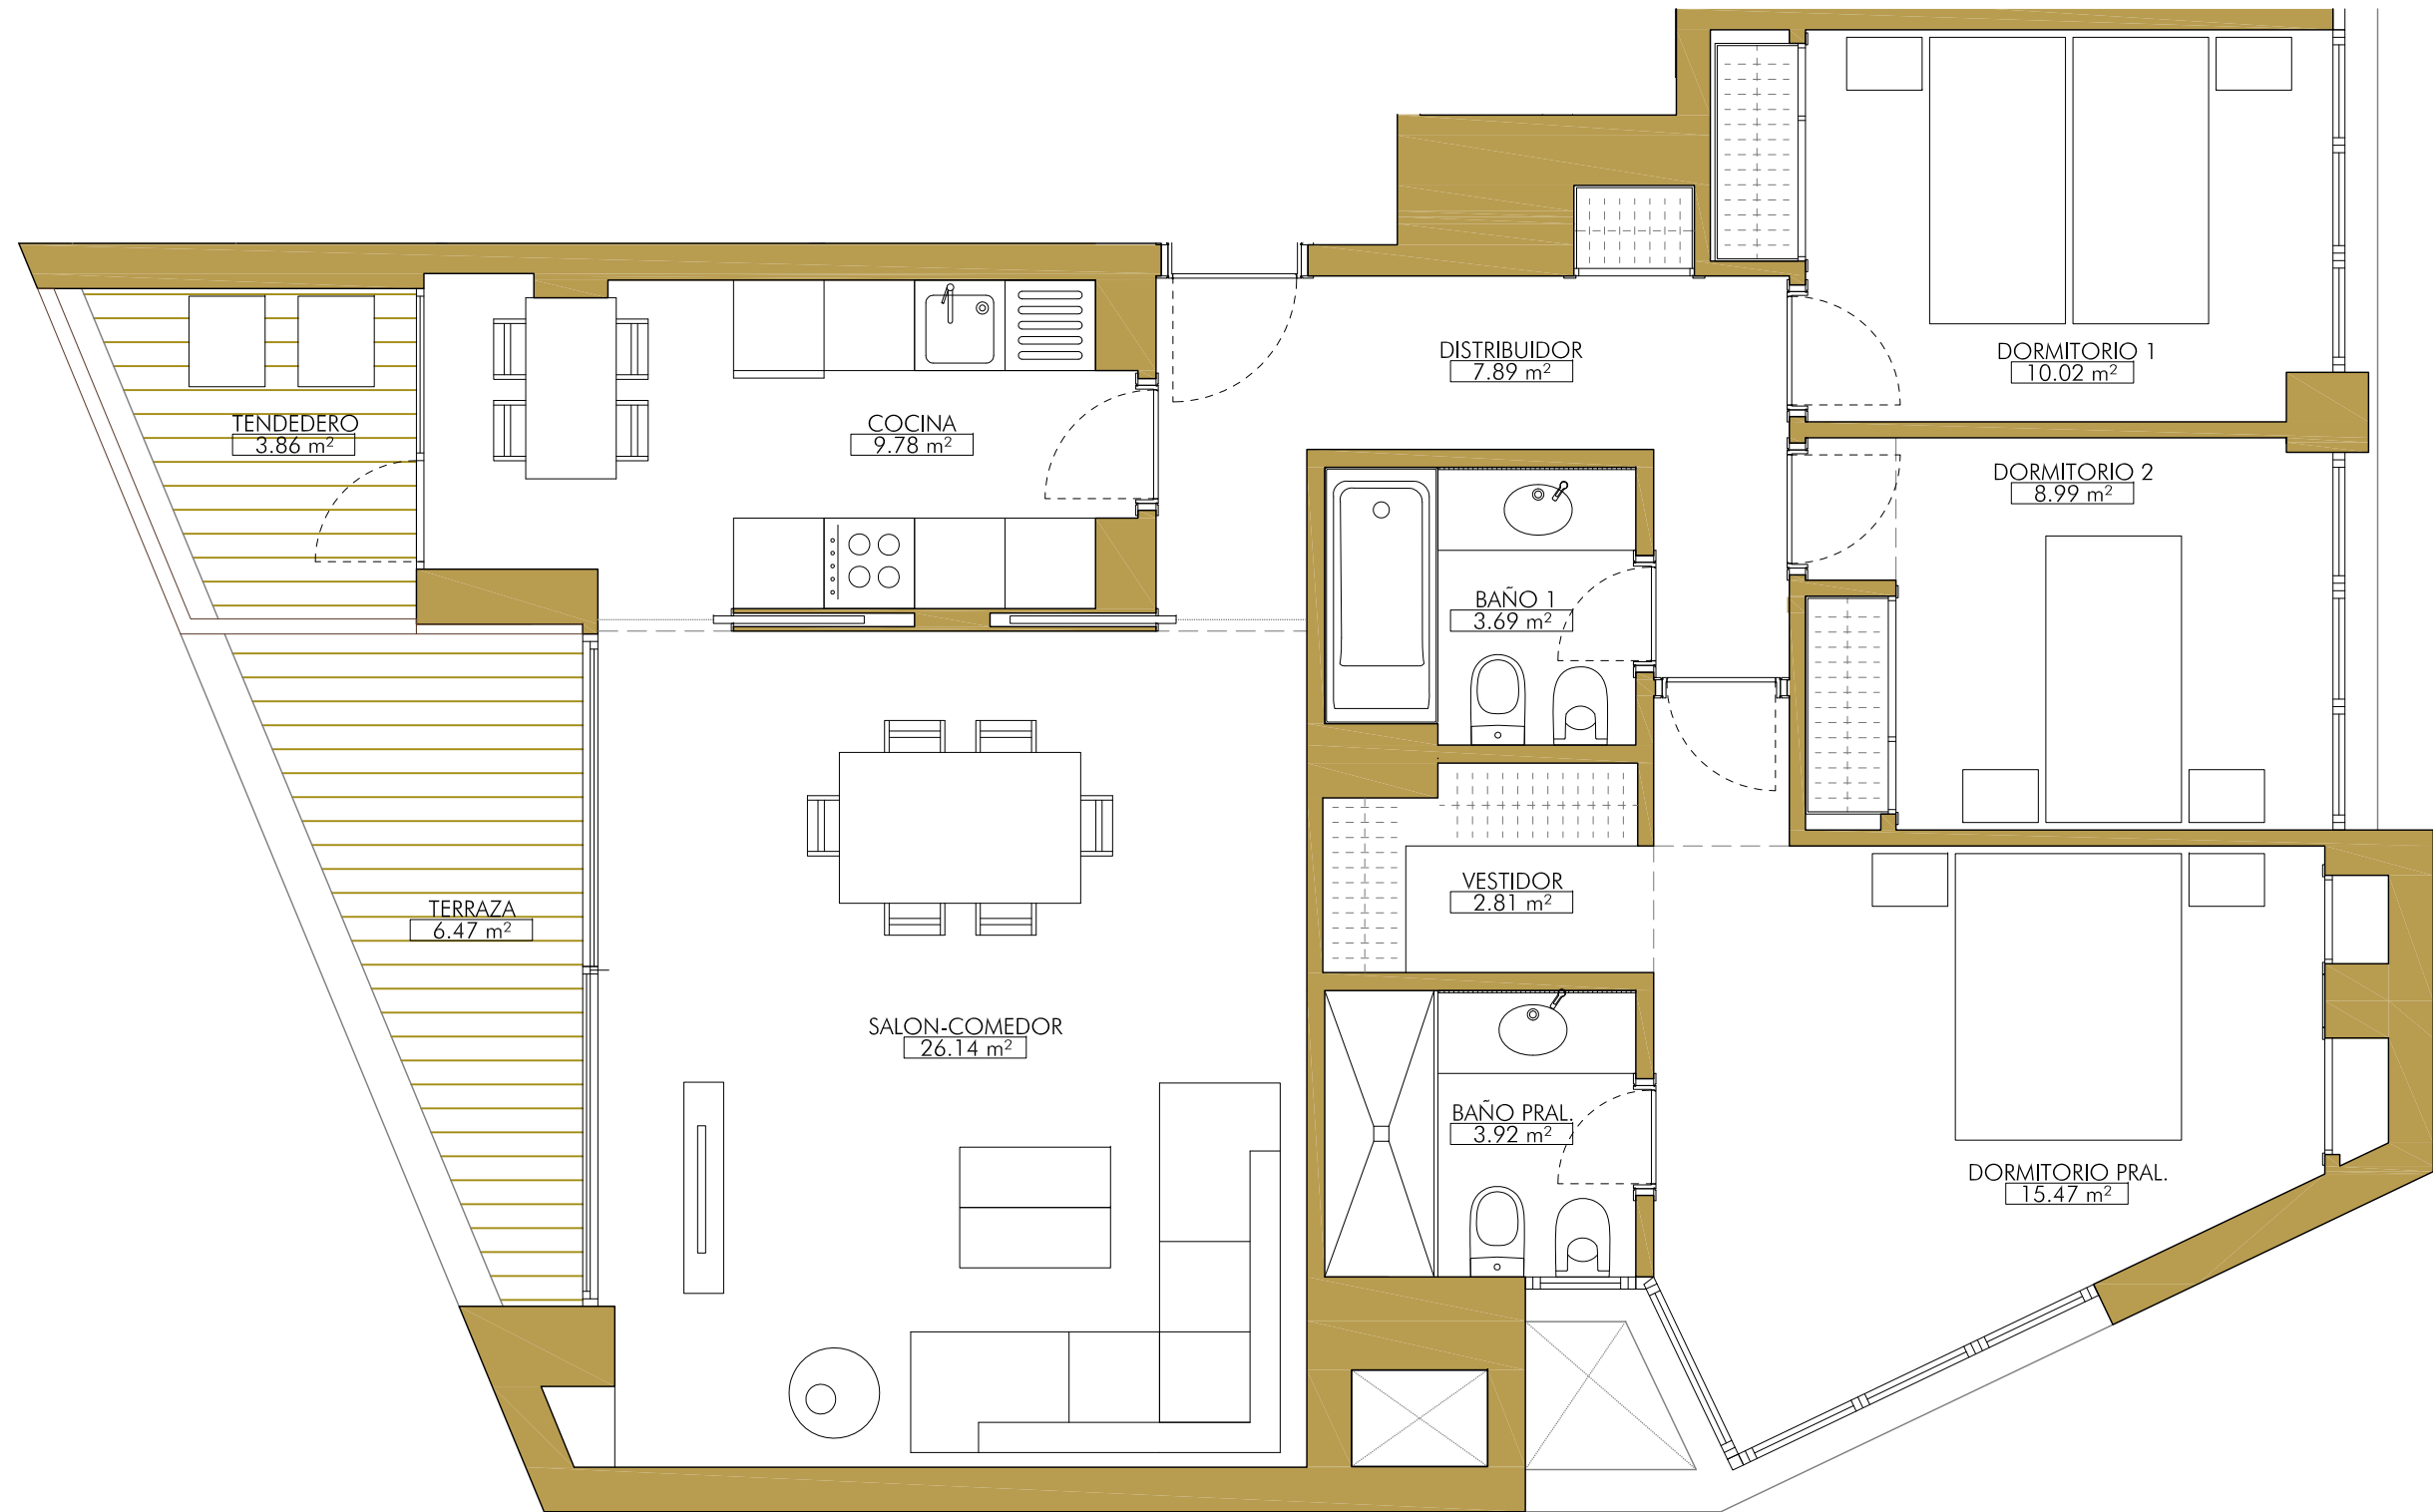 DORMITORIO 1
10.02 m²
DISTRIBUIDOR
7.89 m²
TENDEDERO
3.86 m²
COCINA
9.78 m²
DORMITORIO 2
8.99 m²
BAÑO 1
3.69 m²
VESTIDOR
2.81 m²
TERRAZA
6.47 m²
SALON-COMEDOR
26.14 m²
BAÑO PRAL.
3.92 m²
DORMITORIO PRAL.
15.47 m²